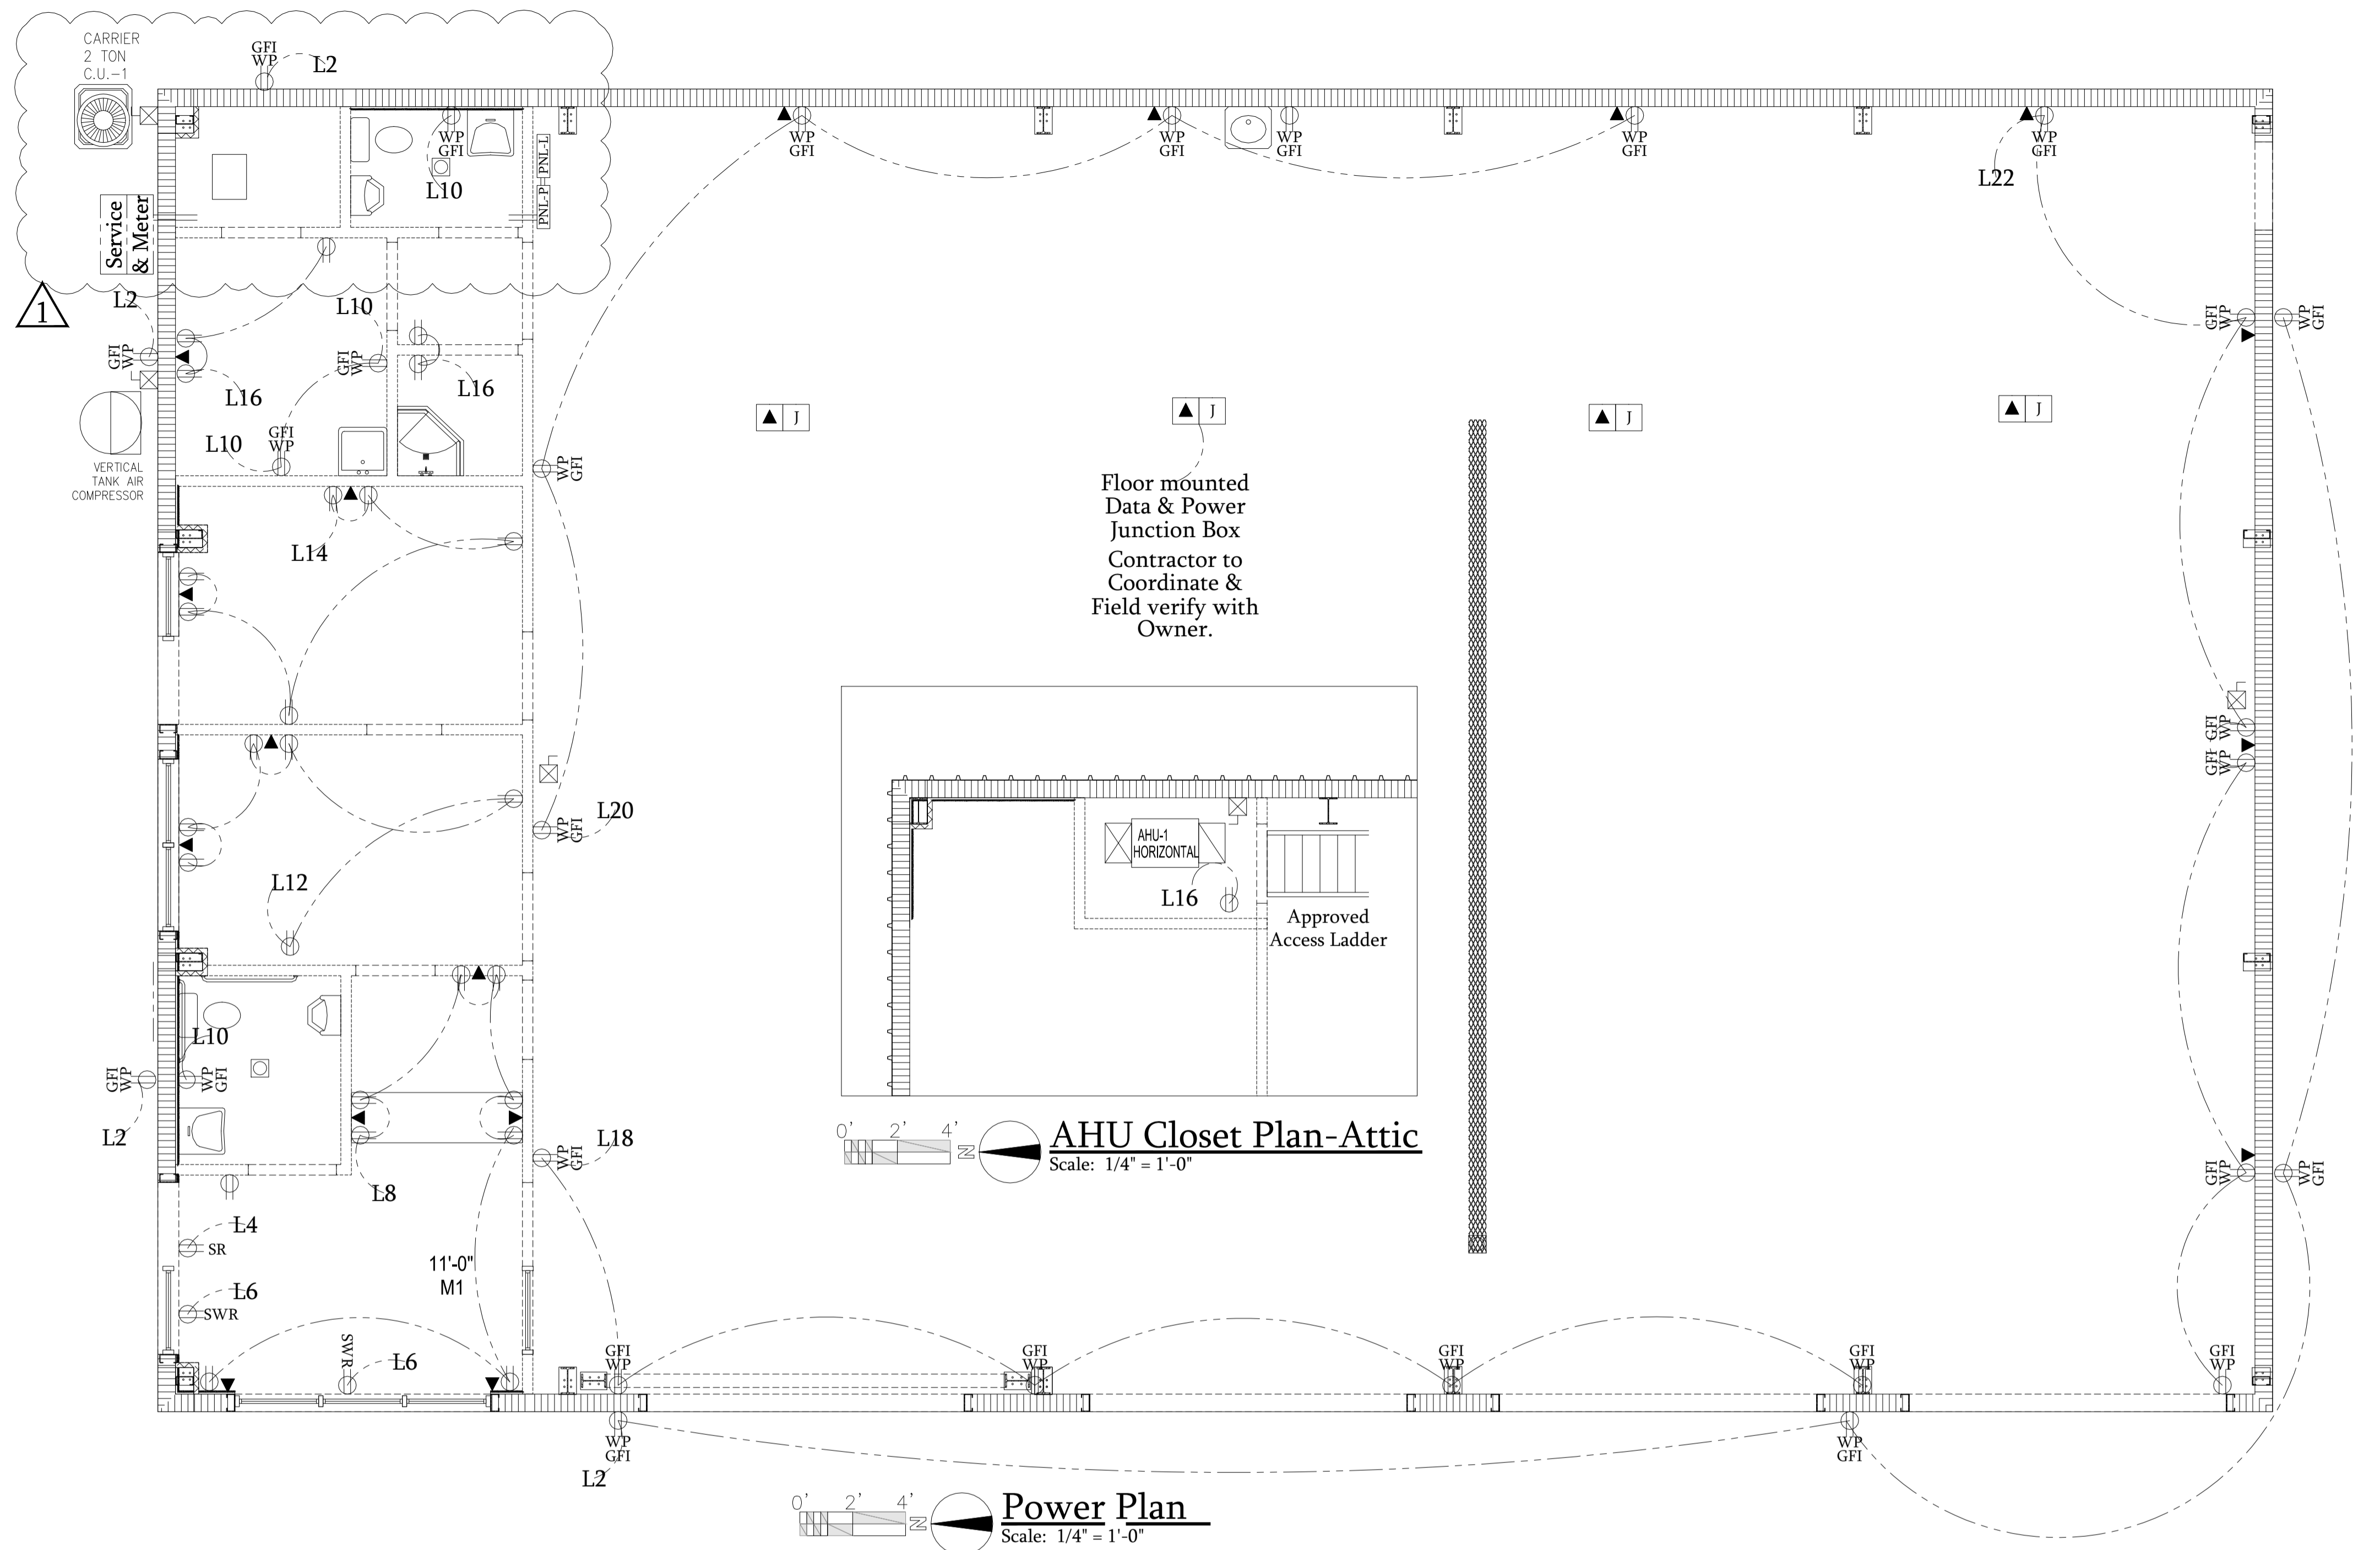 CARRIER
2 TON
C.U.-1
GFI
WP
L2
WP
GFI
L10
PNL-L
PNL-P
Service
& Meter
1
WP
GFI
WP
GFI
WP
GFI
WP
GFI
WP
GFI
L22
L2
GFI
WP
L10
GFI
WP
L16
L16
L10
GFI
WP
VERTICAL
TANK AIR
COMPRESSOR
WP
GFI
GFI
WP
WP
GFI
J
J
J
J
Floor mounted
Data & Power
Junction Box
Contractor to
Coordinate &
Field verify with
Owner.
L14
GFI
WP
GFI
WP
L20
WP
GFI
L12
AHU-1
HORIZONTAL
L16
Approved
Access Ladder
L10
GFI
WP
WP
GFI
L2
L18
WP
GFI
0' 2' 4'
N
AHU Closet Plan-Attic
Scale: 1/4" = 1'-0"
GFI
WP
WP
GFI
L8
L4
SR
L6
SWR
11'-0"
M1
SWR
L6
GFI
WP
GFI
WP
GFI
WP
GFI
WP
GFI
WP
WP
GFI
L2
WP
GFI
0' 2' 4'
N
Power Plan
Scale: 1/4" = 1'-0"